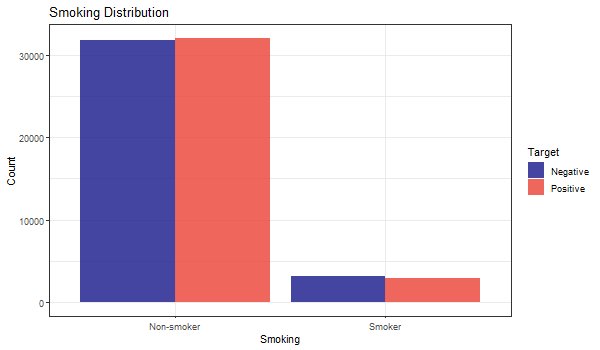 Smoking Distribution
30000
20000
10000
0
Count
Non-smoker
Smoker
Smoking
Target
Negative
Positive